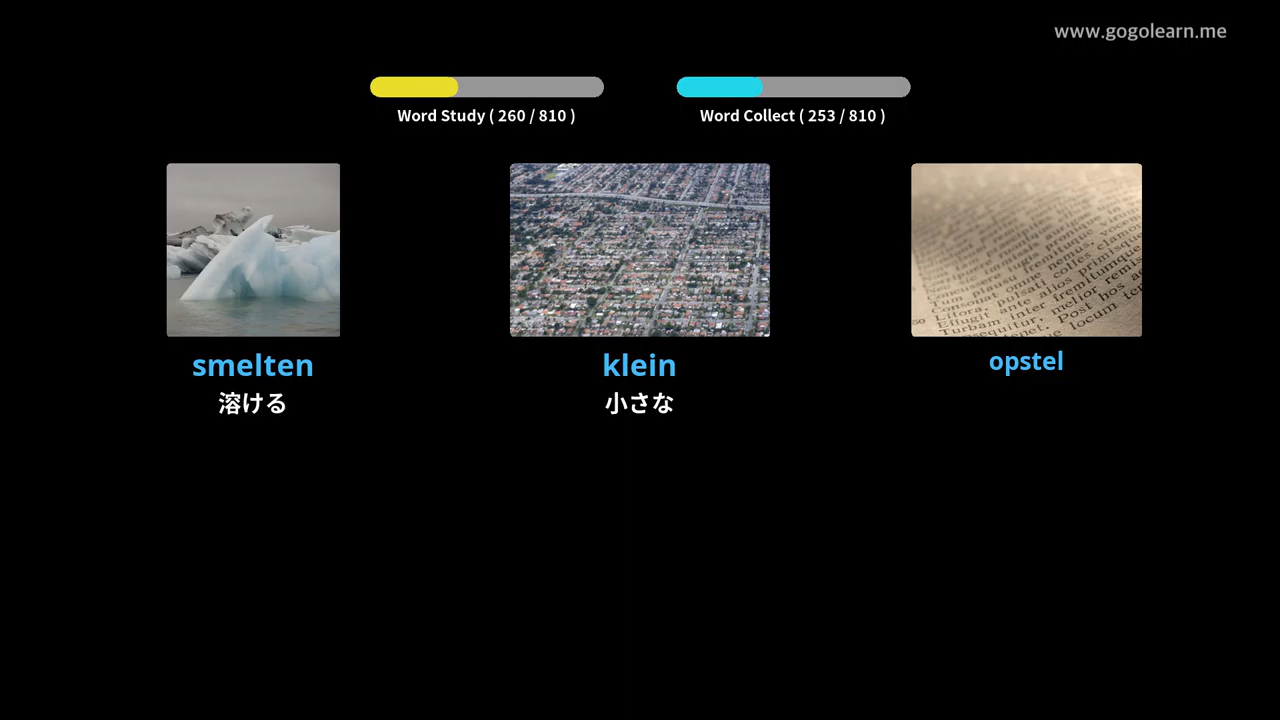 www.gogolearn.me
Word Study ( 260 / 810 )
Word Collect ( 253 / 810 )
smelten
溶ける
klein
小さな
opstel